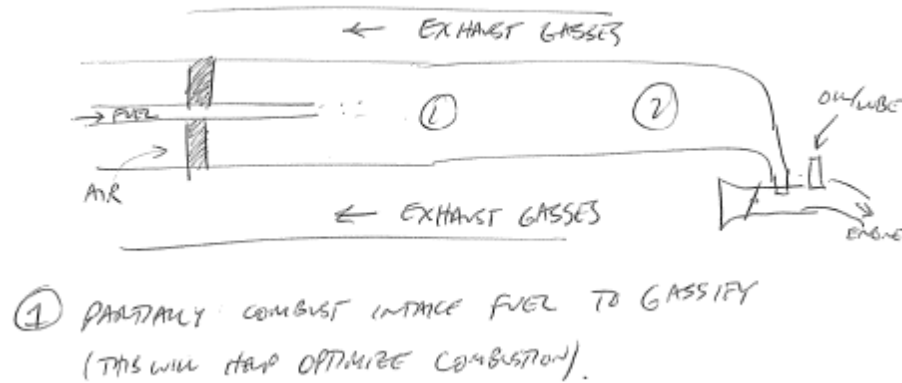 ← EXHAUST GASSES
① ②
OIL/LUBE
→ FUEL
AIR
← EXHAUST GASSES
ENGINE
① PARTIALLY COMBUST INTAKE FUEL TO GASSIFY
(THIS WILL HELP OPTIMIZE COMBUSTION).